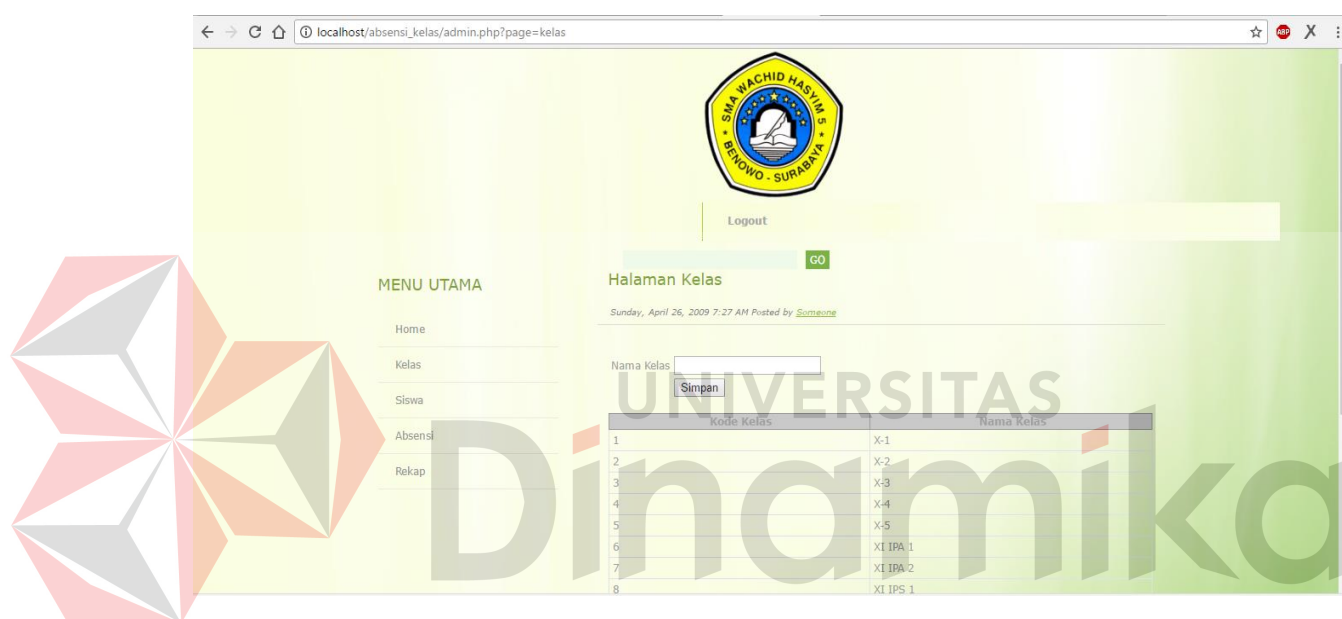 localhost/absensi_kelas/admin.php?page=kelas
ABP
SMA WACHID HASYIM 5
BENOWO - SURABAYA
Logout
GO
MENU UTAMA
Home
Kelas
Siswa
Absensi
Rekap
Halaman Kelas
Sunday, April 26, 2009 7:27 AM Posted by Someone
Nama Kelas
Simpan
Kode Kelas Nama Kelas
1 X-1
2 X-2
3 X-3
4 X-4
5 X-5
6 XI IPA 1
7 XI IPA 2
8 XI IPS 1
UNIVERSITAS
Dinamika